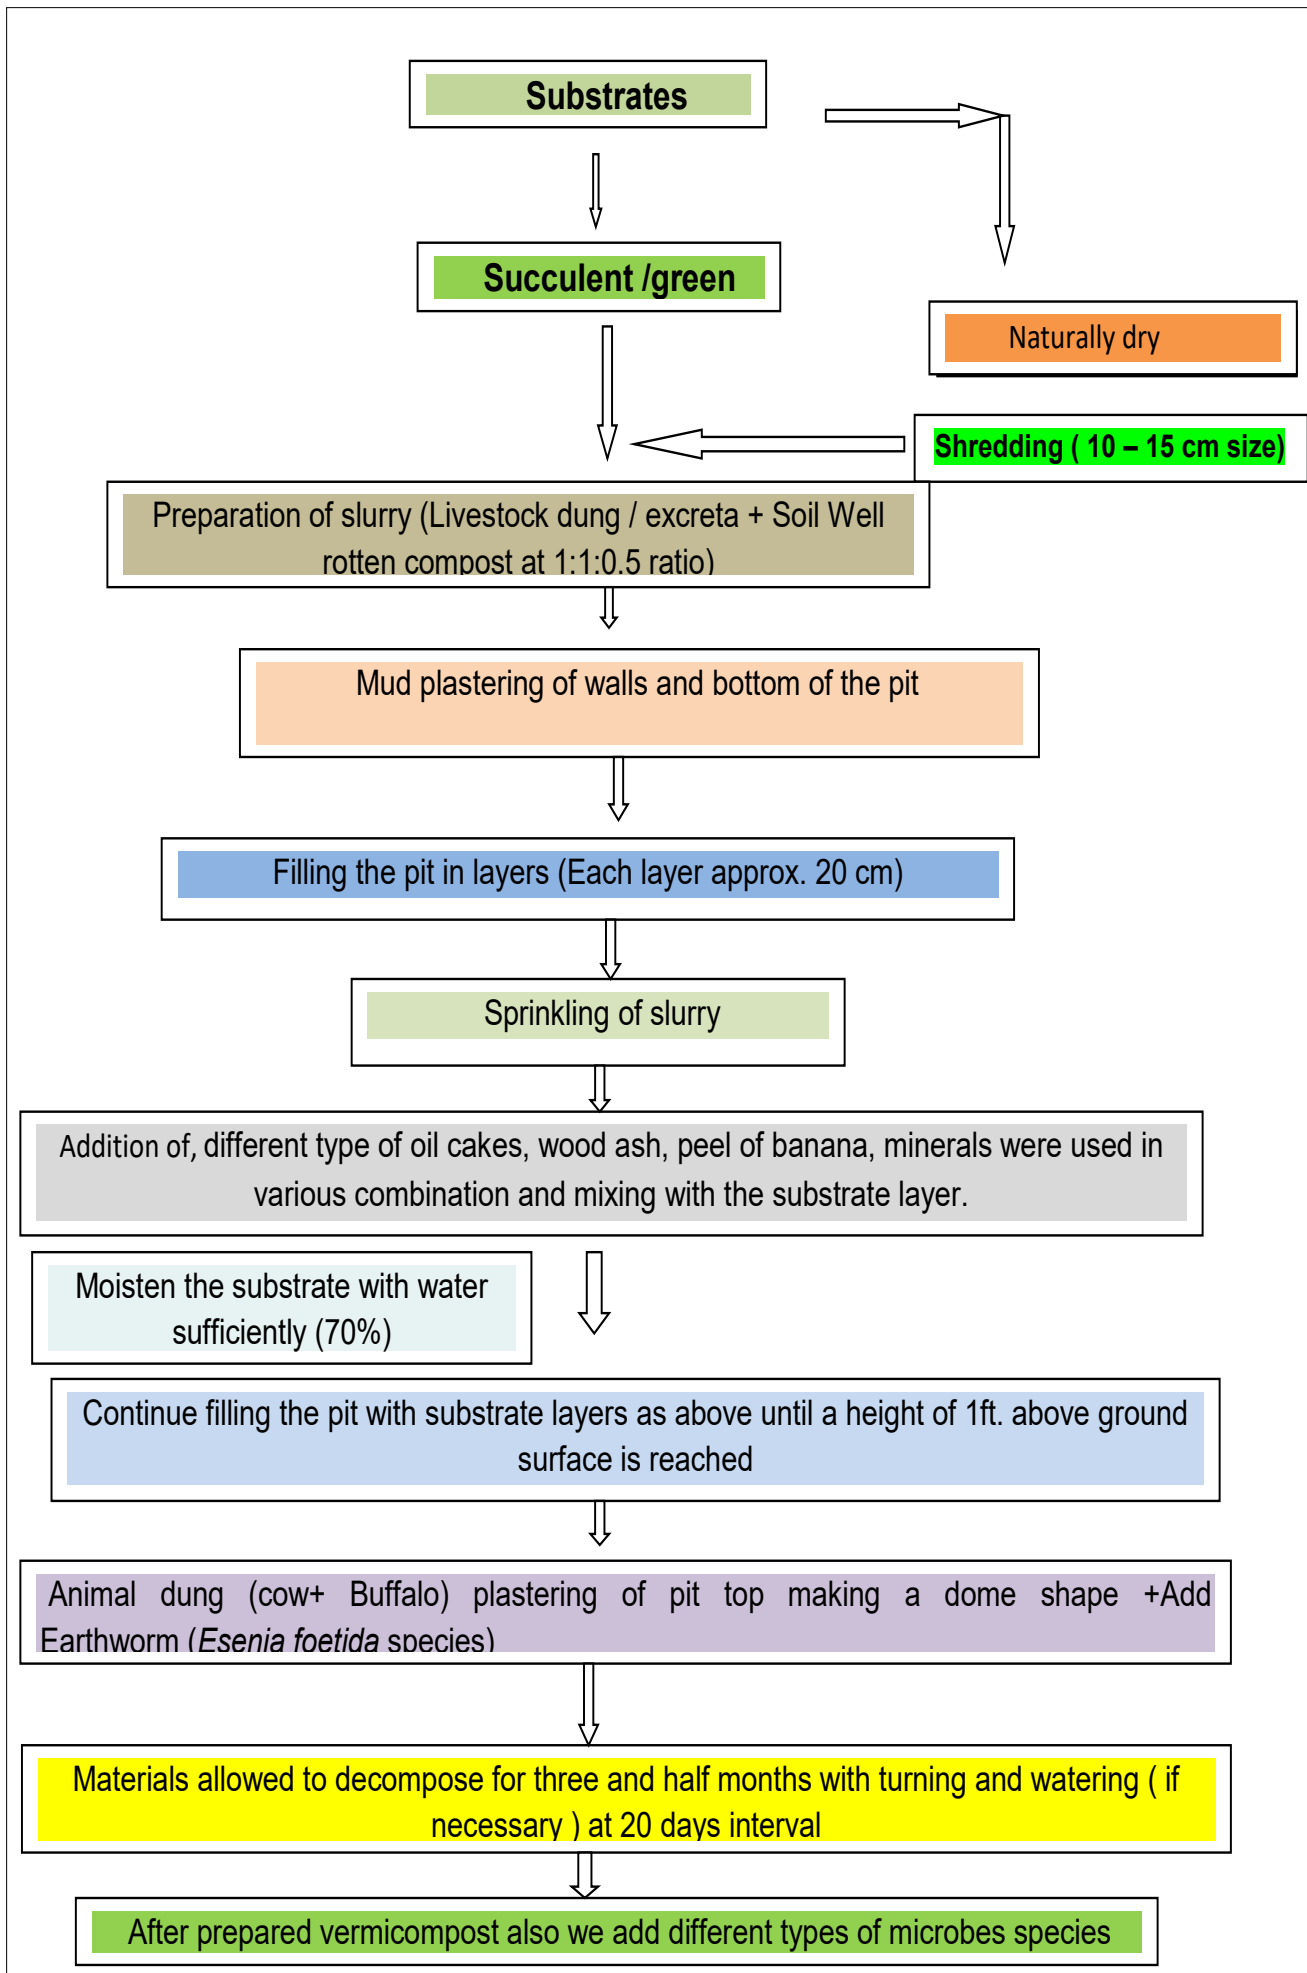 Substrates
Succulent /green
Naturally dry
Shredding ( 10 – 15 cm size)
Preparation of slurry (Livestock dung / excreta + Soil Well
rotten compost at 1:1:0.5 ratio)
Mud plastering of walls and bottom of the pit
Filling the pit in layers (Each layer approx. 20 cm)
Sprinkling of slurry
Addition of, different type of oil cakes, wood ash, peel of banana, minerals were used in
various combination and mixing with the substrate layer.
Moisten the substrate with water
sufficiently (70%)
Continue filling the pit with substrate layers as above until a height of 1ft. above ground
surface is reached
Animal dung (cow+ Buffalo) plastering of pit top making a dome shape +Add
Earthworm (Esenia foetida species)
Materials allowed to decompose for three and half months with turning and watering ( if
necessary ) at 20 days interval
After prepared vermicompost also we add different types of microbes species